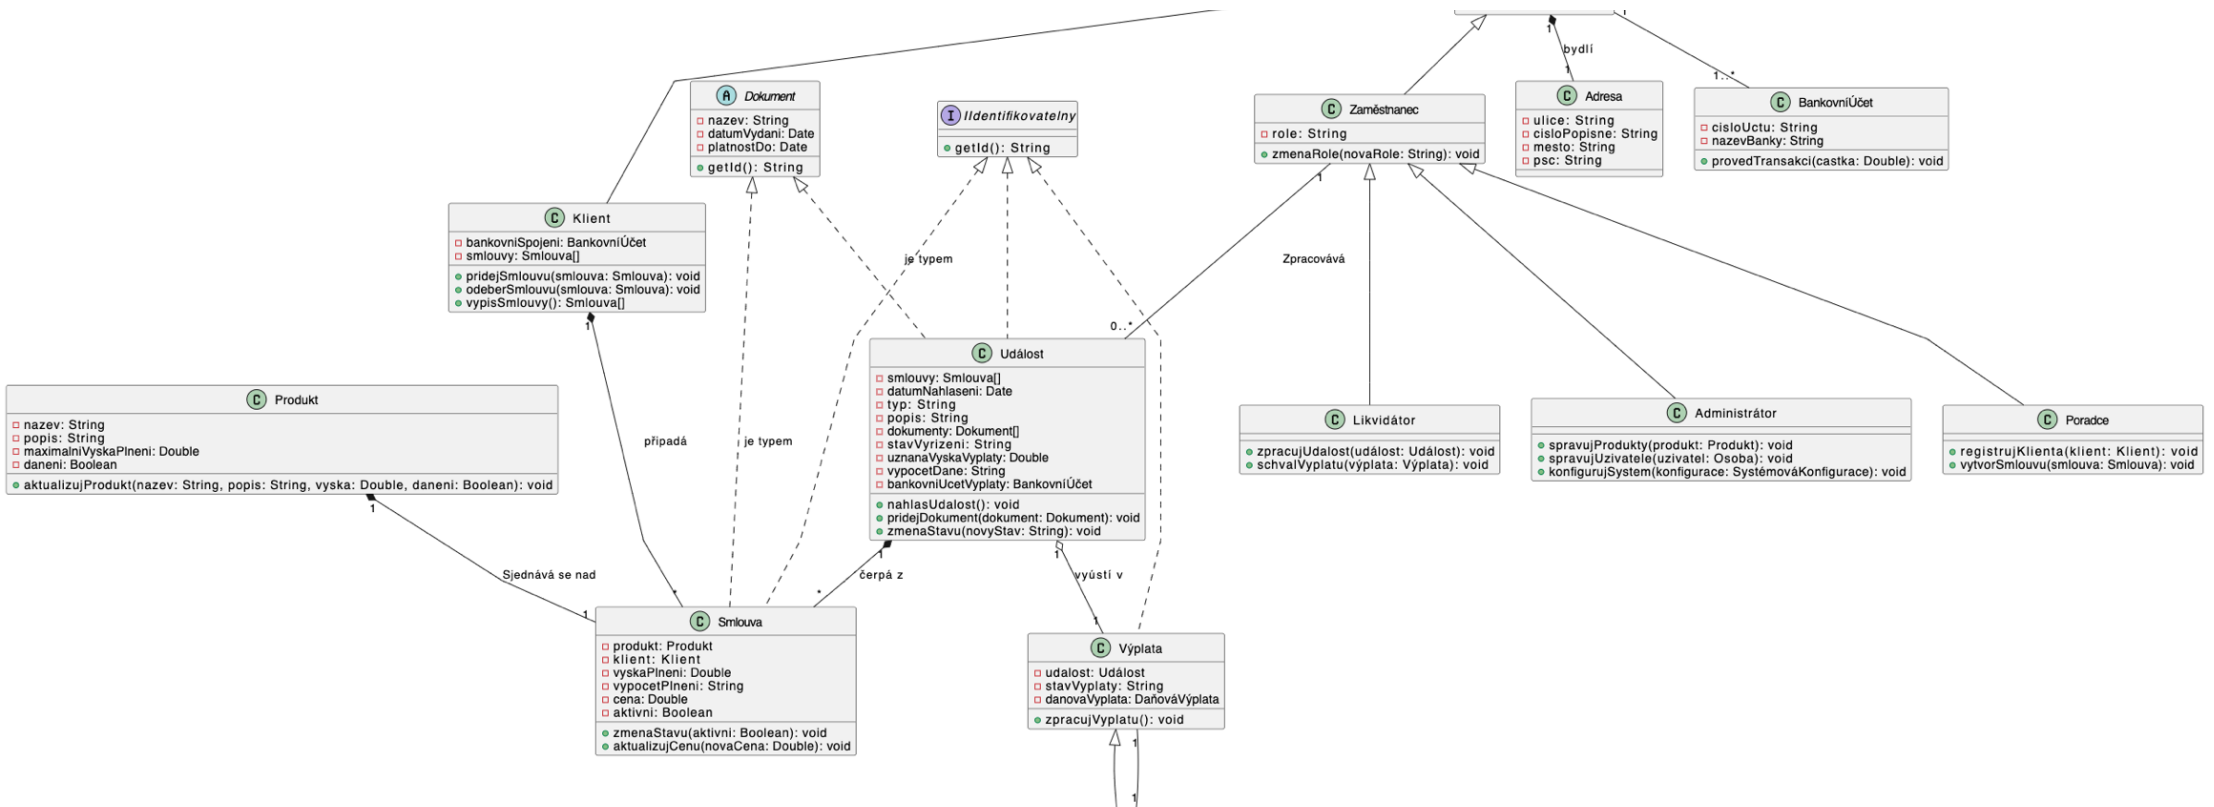 1
1
bydlí
1
1..*
A Dokument
nazev: String
datumVydani: Date
platnostDo: Date
getId(): String
I IIdentifikovatelny
getId(): String
C Zaměstnanec
role: String
zmenaRole(novaRole: String): void
1
C Adresa
ulice: String
cisloPopisne: String
mesto: String
psc: String
C BankovníÚčet
cisloUctu: String
nazevBanky: String
provedTransakci(castka: Double): void
C Klient
bankovniSpojeni: BankovníÚčet
smlouvy: Smlouva[]
pridejSmlouvu(smlouva: Smlouva): void
odeberSmlouvu(smlouva: Smlouva): void
vypisSmlouvy(): Smlouva[]
1
je typem
Zpracovává
0..*
C Produkt
nazev: String
popis: String
maximalniVyskaPlneni: Double
daneni: Boolean
aktualizujProdukt(nazev: String, popis: String, vyska: Double, daneni: Boolean): void
1
připadá
je typem
C Událost
smlouvy: Smlouva[]
datumNahlaseni: Date
typ: String
popis: String
dokumenty: Dokument[]
stavVyrizeni: String
uznanaVyskaVyplaty: Double
vypocetDane: String
bankovniUcetVyplaty: BankovníÚčet
nahlasUdalost(): void
pridejDokument(dokument: Dokument): void
zmenaStavu(novyStav: String): void
1
1
C Likvidátor
zpracujUdalost(událost: Událost): void
schvalVyplatu(výplata: Výplata): void
C Administrátor
spravujProdukty(produkt: Produkt): void
spravujUzivatele(uzivatel: Osoba): void
konfigurujSystem(konfigurace: SystémováKonfigurace): void
C Poradce
registrujKlienta(klient: Klient): void
vytvorSmlouvu(smlouva: Smlouva): void
Sjednává se nad
1
*
čerpá z
*
vyústí v
1
C Smlouva
produkt: Produkt
klient: Klient
vyskaPlneni: Double
vypocetPlneni: String
cena: Double
aktivni: Boolean
zmenaStavu(aktivni: Boolean): void
aktualizujCenu(novaCena: Double): void
C Výplata
udalost: Událost
stavVyplaty: String
danovaVyplata: DaňováVýplata
zpracujVyplatu(): void
1
1